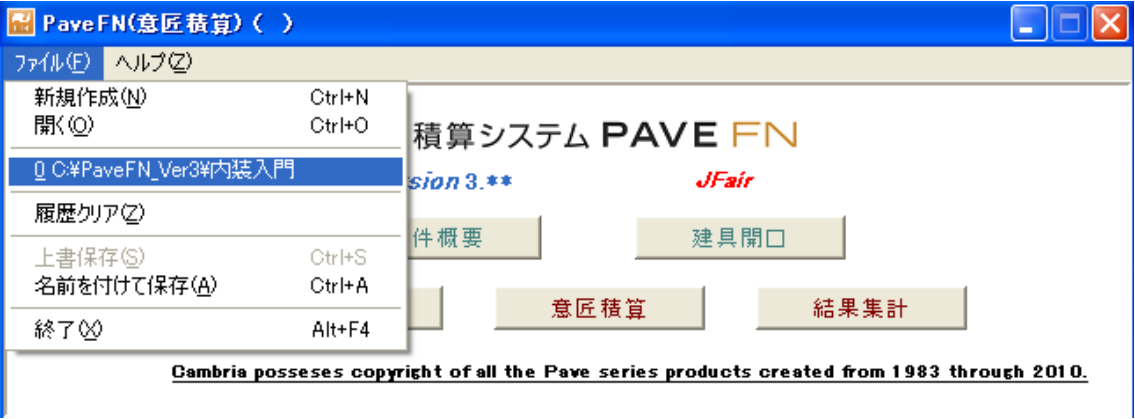 PaveFN(意匠積算) ( )
ファイル(F) ヘルプ(Z)
新規作成(N) Ctrl+N
開く(O) Ctrl+O
0 C:¥PaveFN_Ver3¥内装入門
履歴クリア(Z)
上書保存(S) Ctrl+S
名前を付けて保存(A) Ctrl+A
終了(X) Alt+F4
積算システム PAVE FN
sion 3.** JFair
件概要 建具開口
意匠積算 結果集計
Cambria posseses copyright of all the Pave series products created from 1983 through 2010.